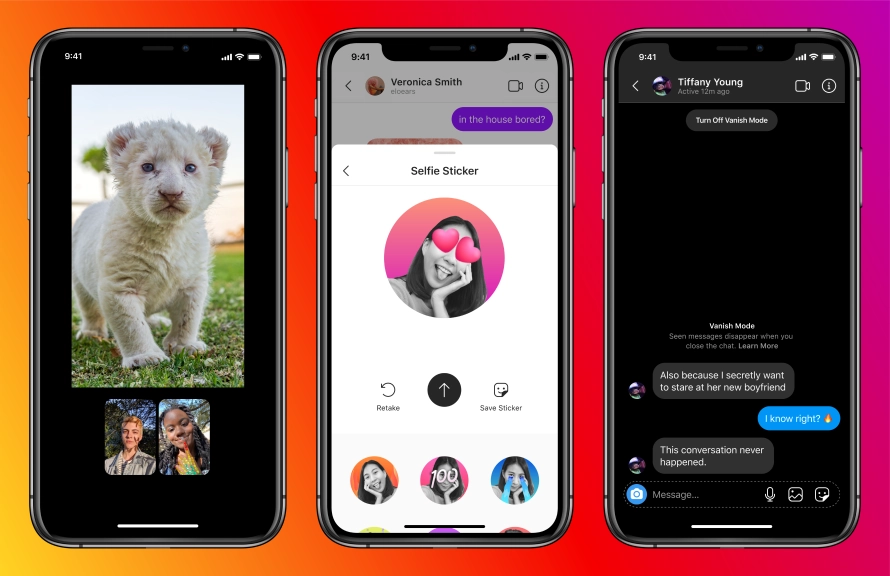 9:41
9:41
Veronica Smith
eloears
in the house bored?
Selfie Sticker
Retake
Save Sticker
100
9:41
Tiffany Young
Active 12m ago
Turn Off Vanish Mode
Vanish Mode
Seen messages disappear when you
close the chat. Learn More
Also because I secretly want
to stare at her new boyfriend
I know right? 🔥
This conversation never
happened.
Message...